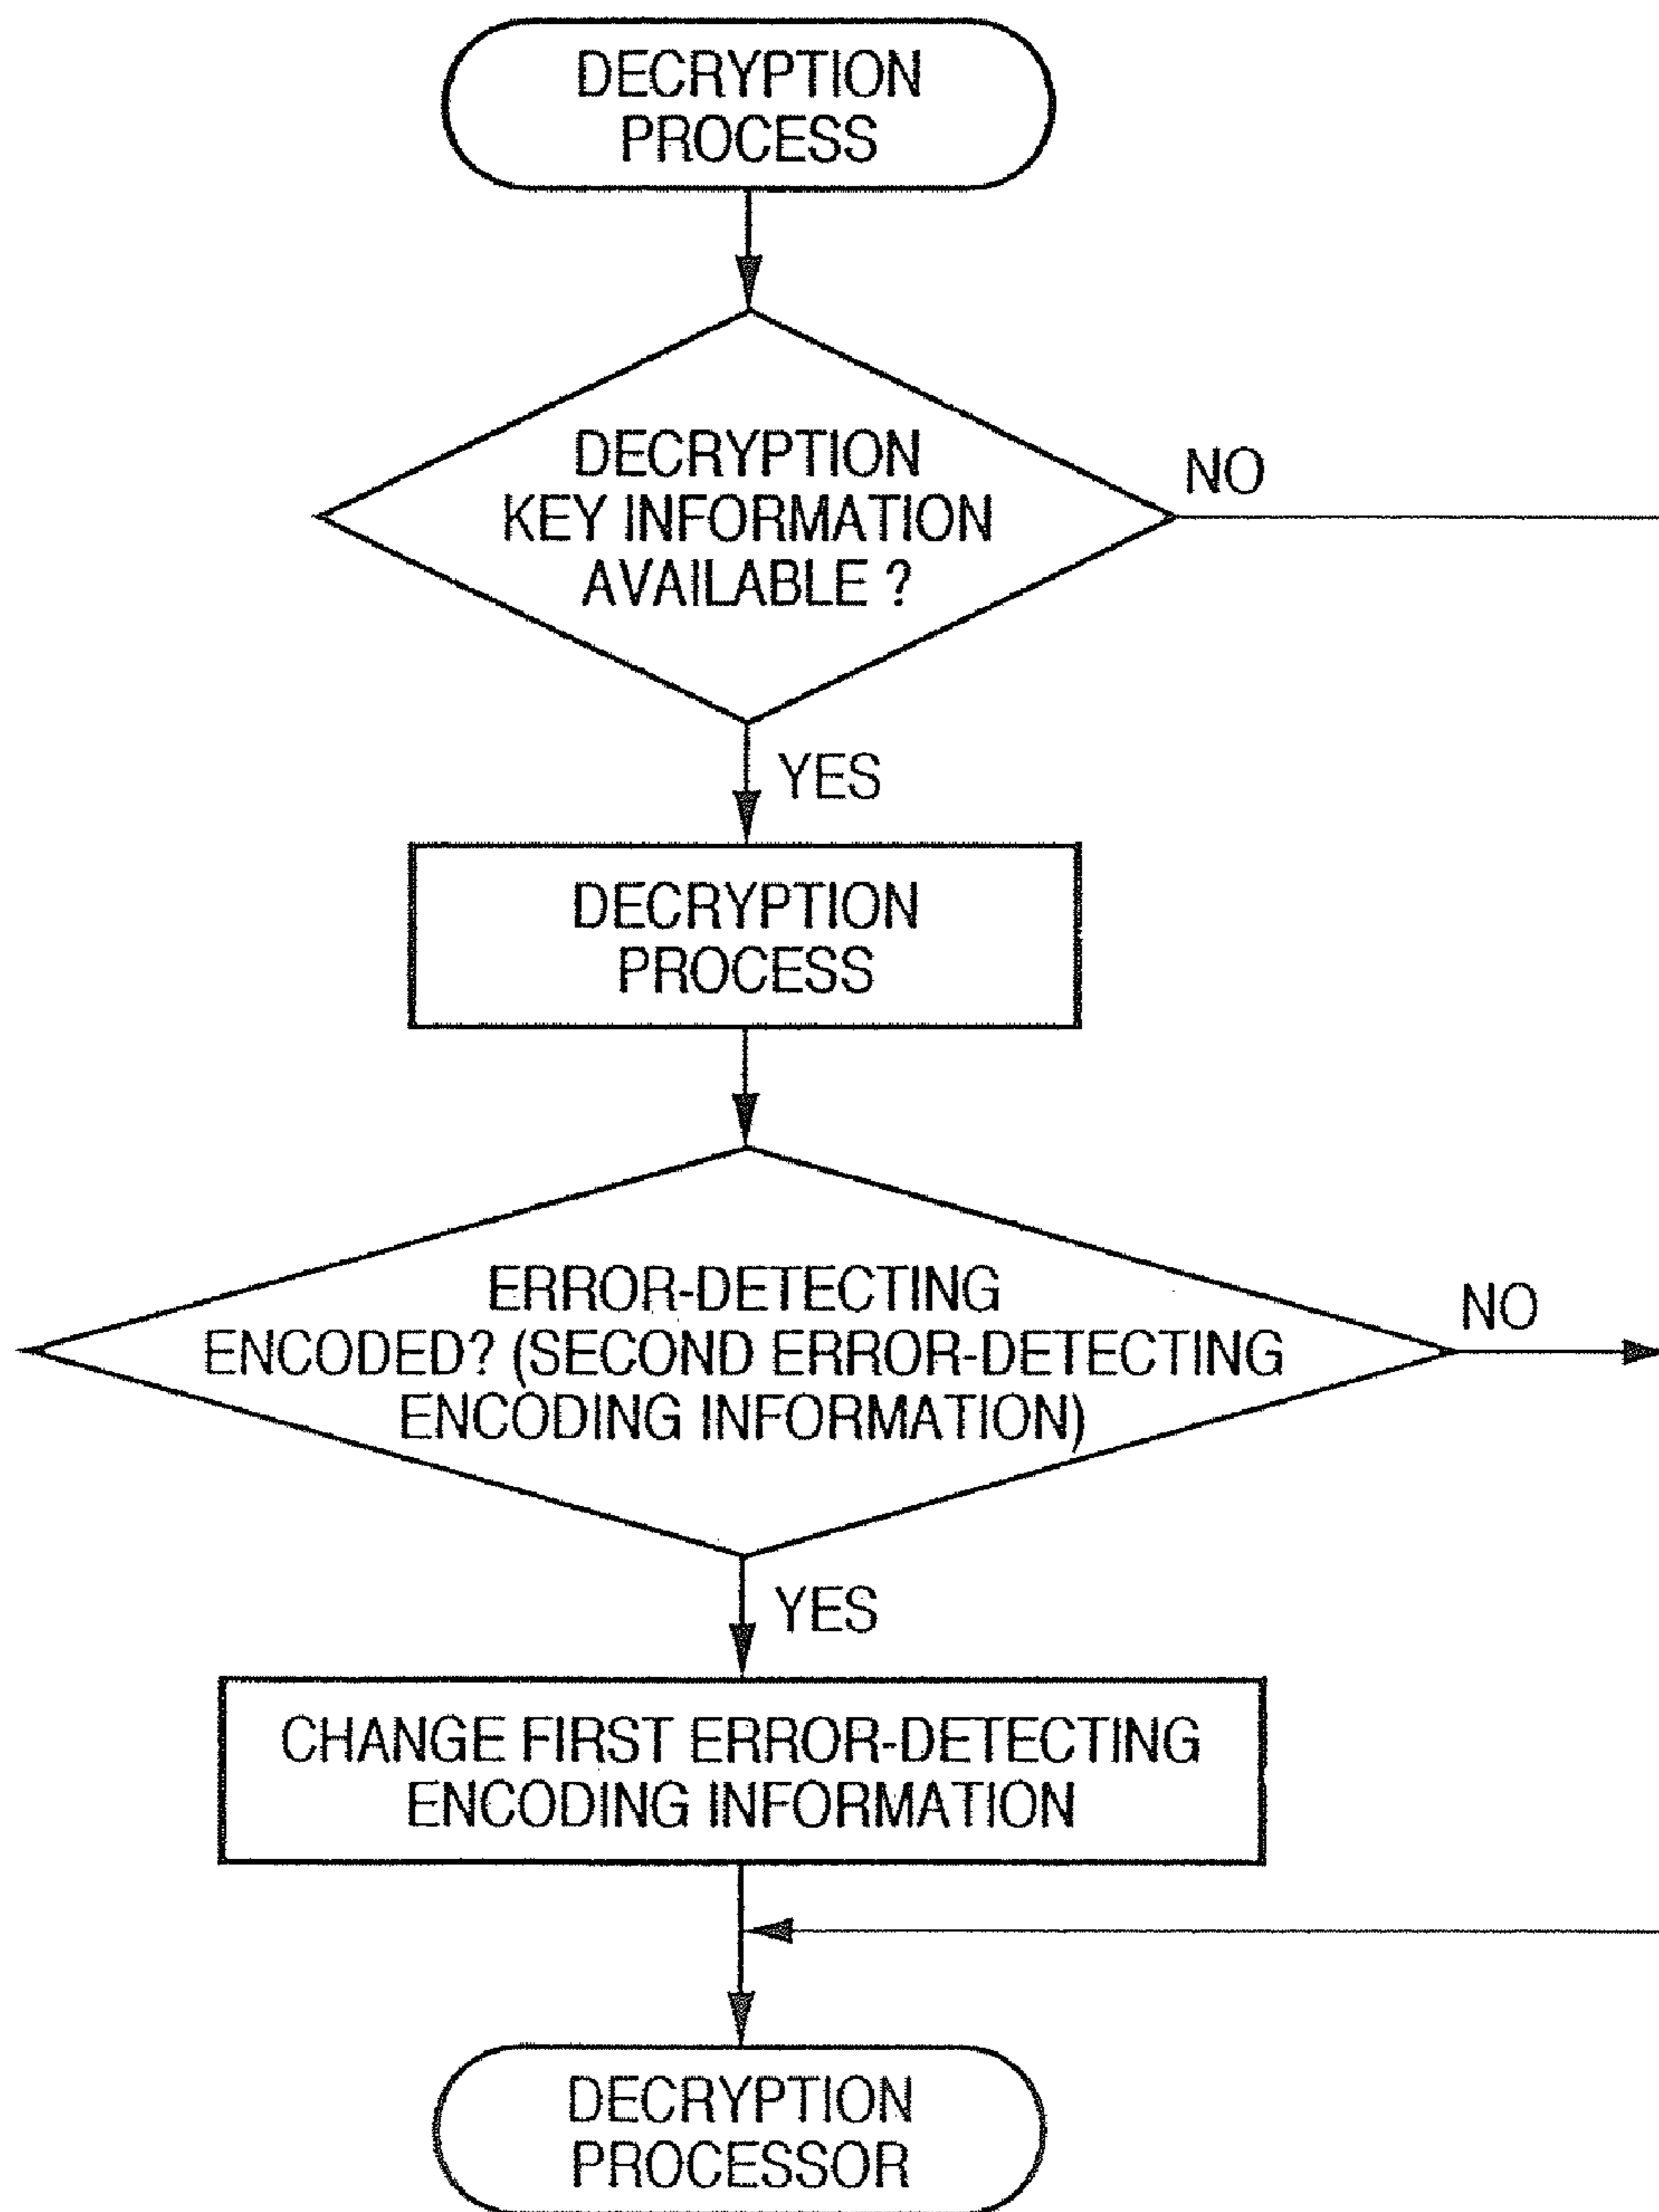 DECRYPTION
PROCESS
DECRYPTION
KEY INFORMATION
AVAILABLE ?
NO
YES
DECRYPTION
PROCESS
ERROR-DETECTING
ENCODED? (SECOND ERROR-DETECTING
ENCODING INFORMATION)
NO
YES
CHANGE FIRST ERROR-DETECTING
ENCODING INFORMATION
DECRYPTION
PROCESSOR